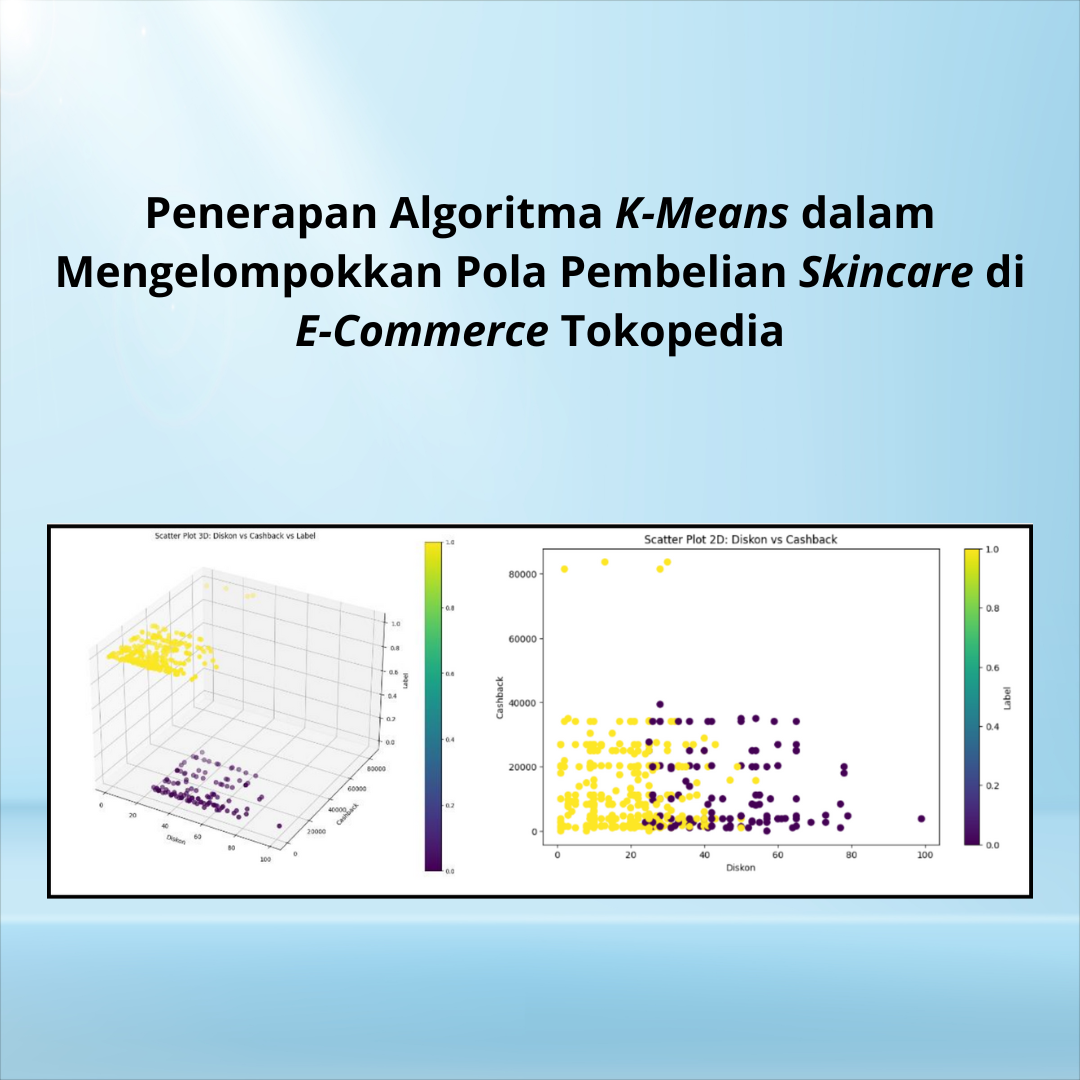 Penerapan Algoritma K-Means dalam
Mengelompokkan Pola Pembelian Skincare di
E-Commerce Tokopedia
Scatter Plot 3D: Diskon vs Cashback vs Label
1.0
0.8
0.6
0.4
0.2
0.0
Label
80000
60000
40000
20000
0
Cashback
0
20
40
60
80
100
Diskon
1.0
0.8
0.6
0.4
0.2
0.0
Scatter Plot 2D: Diskon vs Cashback
80000
60000
40000
20000
0
Cashback
0 20 40 60 80 100
Diskon
1.0
0.8
0.6
0.4
0.2
0.0
Label